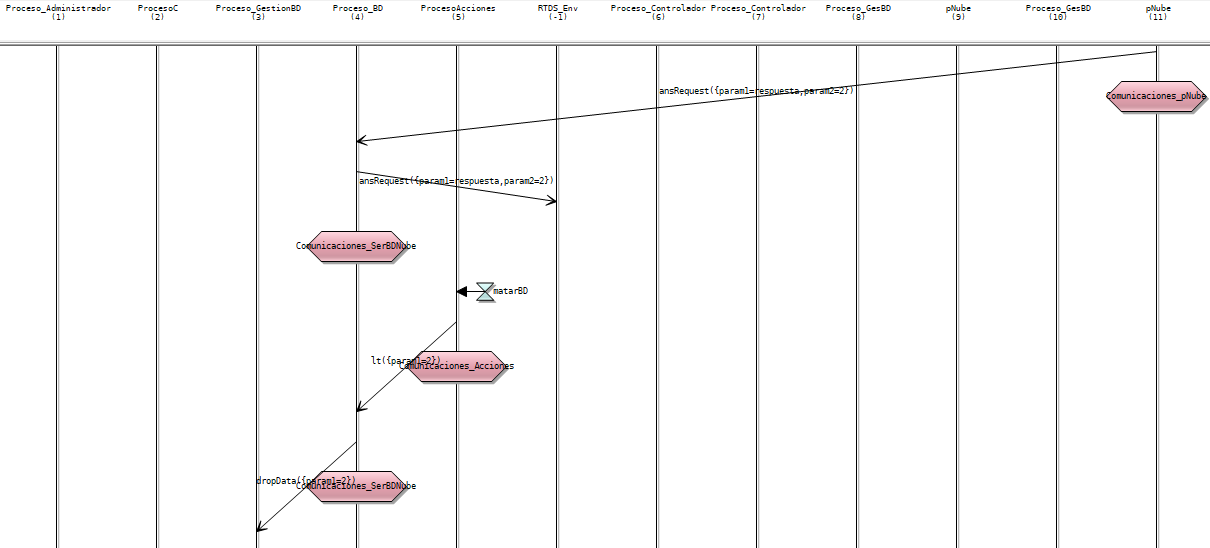 Proceso_Administrador
(1)
ProcesoC
(2)
Proceso_GestionBD
(3)
Proceso_BD
(4)
ProcesoAcciones
(5)
RTDS_Env
(-1)
Proceso_Controlador
(6)
Proceso_Controlador
(7)
Proceso_GesBD
(8)
pNube
(9)
Proceso_GesBD
(10)
pNube
(11)
ansRequest({param1=respuesta,param2=2})
Comunicaciones_pNube
ansRequest({param1=respuesta,param2=2})
Comunicaciones_SerBDNube
matarBD
lt({param1=2})
Comunicaciones_Acciones
dropData({param1=2})
Comunicaciones_SerBDNube